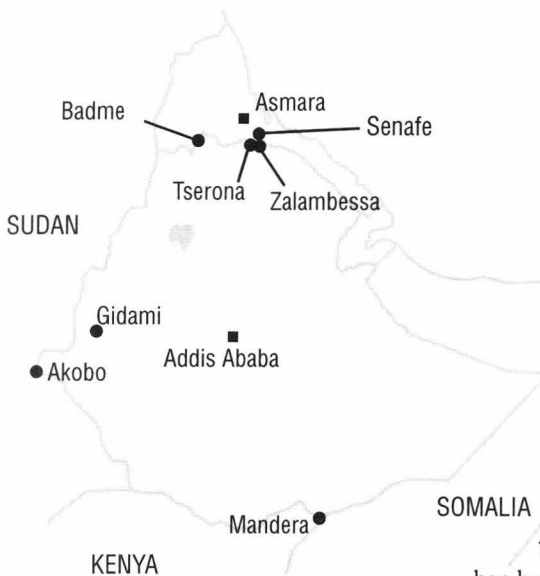 Asmara
Badme
Senafe
Tserona
Zalambessa
SUDAN
Gidami
Addis Ababa
Akobo
SOMALIA
Mandera
KENYA